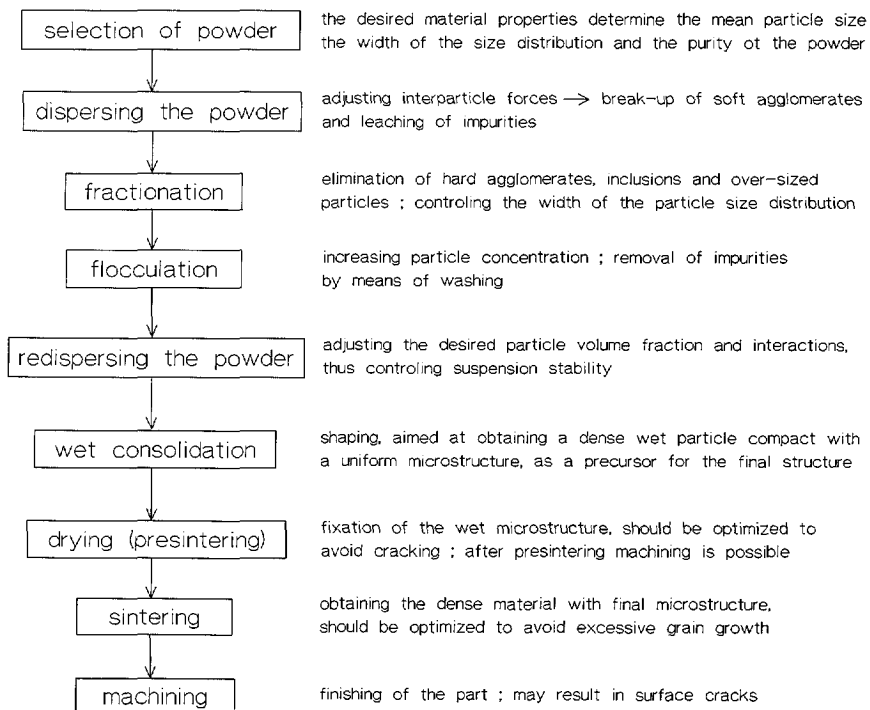 selection of powder
the desired material properties determine the mean particle size
the width of the size distribution and the purity ot the powder
dispersing the powder
adjusting interparticle forces → break-up of soft agglomerates
and leaching of impurities
fractionation
elimination of hard agglomerates, inclusions and over-sized
particles ; controling the width of the particle size distribution
flocculation
increasing particle concentration ; removal of impurities
by means of washing
redispersing the powder
adjusting the desired particle volume fraction and interactions,
thus controling suspension stability
wet consolidation
shaping, aimed at obtaining a dense wet particle compact with
a uniform microstructure, as a precursor for the final structure
drying (presintering)
fixation of the wet microstructure, should be optimized to
avoid cracking ; after presintering machining is possible
sintering
obtaining the dense material with final microstructure,
should be optimized to avoid excessive grain growth
machining
finishing of the part ; may result in surface cracks